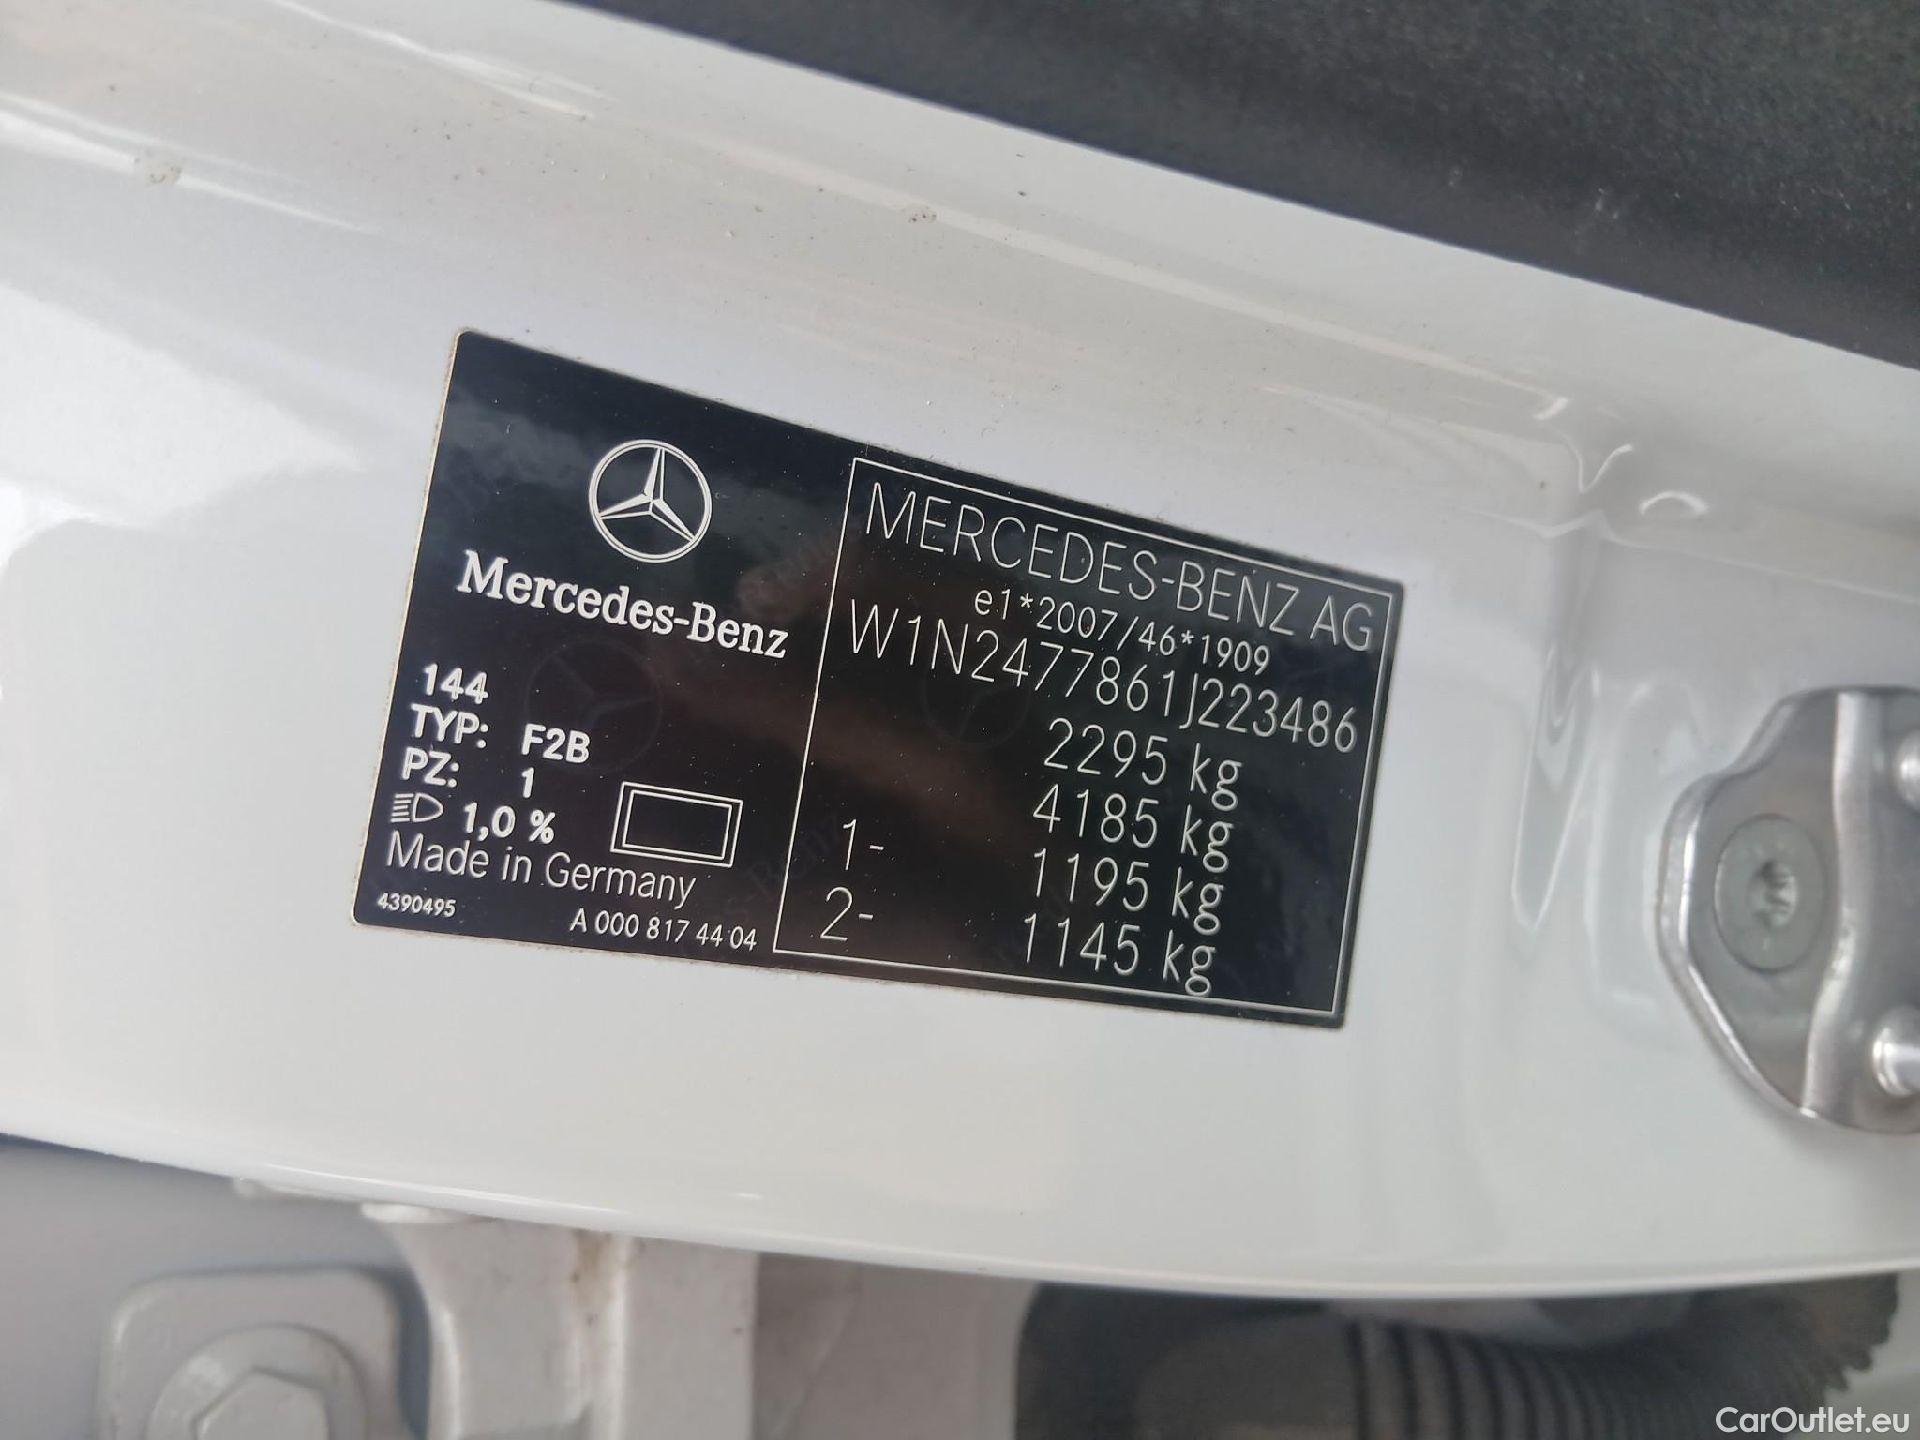 Mercedes-Benz
144
TYP: F2B
PZ: 1
1,0 %
Made in Germany
4390495
A 000 817 44 04
MERCEDES-BENZ AG
e1*2007/46*1909
W1N2477861J223486
2295 kg
4185 kg
1- 1195 kg
2- 1145 kg
CarOutlet.eu